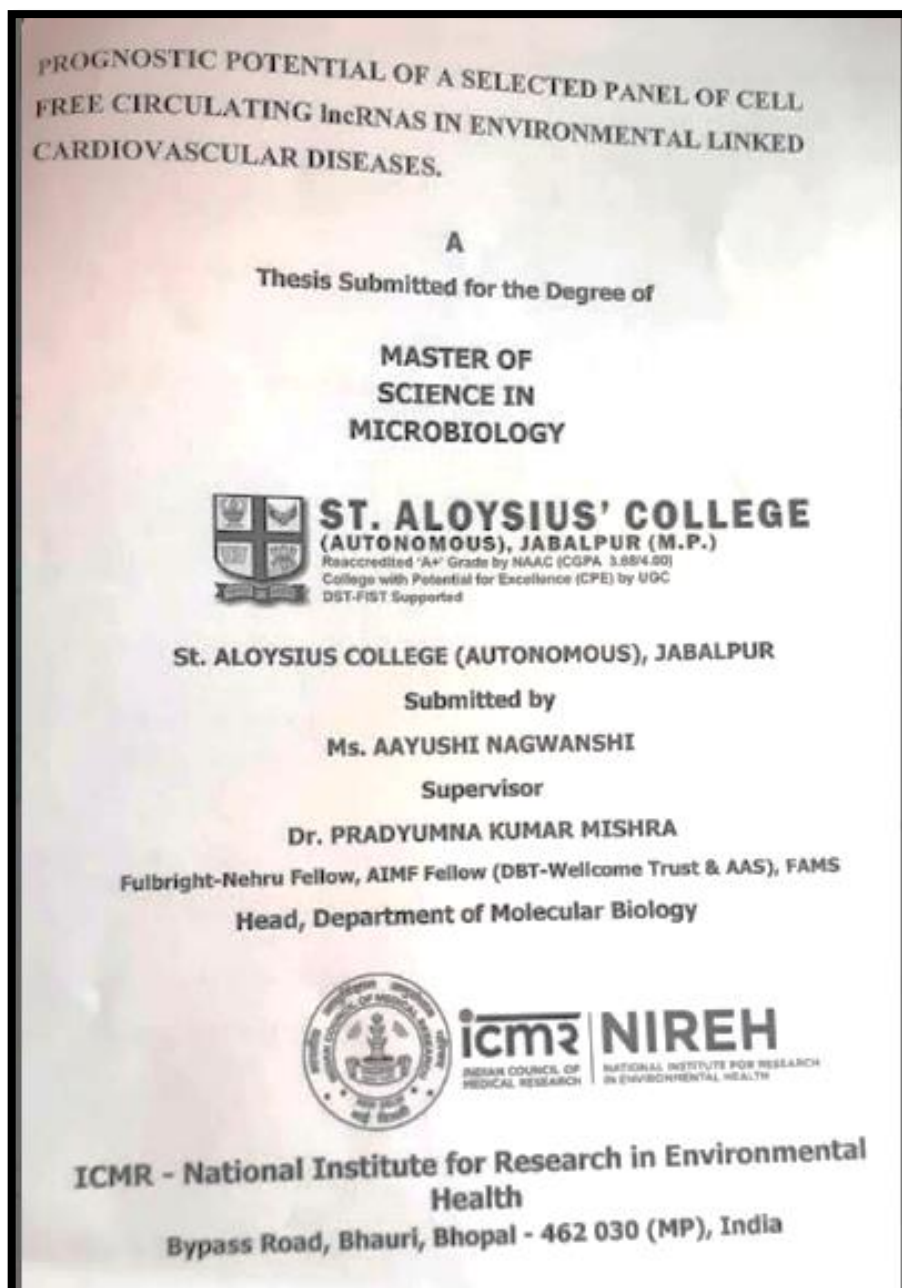 PROGNOSTIC POTENTIAL OF A SELECTED PANEL OF CELL
FREE CIRCULATING lncRNAS IN ENVIRONMENTAL LINKED
CARDIOVASCULAR DISEASES.
A
Thesis Submitted for the Degree of
MASTER OF
SCIENCE IN
MICROBIOLOGY
ST. ALOYSIUS' COLLEGE
(AUTONOMOUS), JABALPUR (M.P.)
Reaccredited 'A+' Grade by NAAC (CGPA 3.68/4.00)
College with Potential for Excellence (CPE) by UGC
DST-FIST Supported
St. ALOYSIUS COLLEGE (AUTONOMOUS), JABALPUR
Submitted by
Ms. AAYUSHI NAGWANSHI
Supervisor
Dr. PRADYUMNA KUMAR MISHRA
Fulbright-Nehru Fellow, AIMF Fellow (DBT-Wellcome Trust & AAS), FAMS
Head, Department of Molecular Biology
INDIAN COUNCIL OF MEDICAL RESEARCH
icmr
INDIAN COUNCIL OF
MEDICAL RESEARCH
NIREH
NATIONAL INSTITUTE FOR RESEARCH
IN ENVIRONMENTAL HEALTH
ICMR - National Institute for Research in Environmental
Health
Bypass Road, Bhauri, Bhopal - 462 030 (MP), India